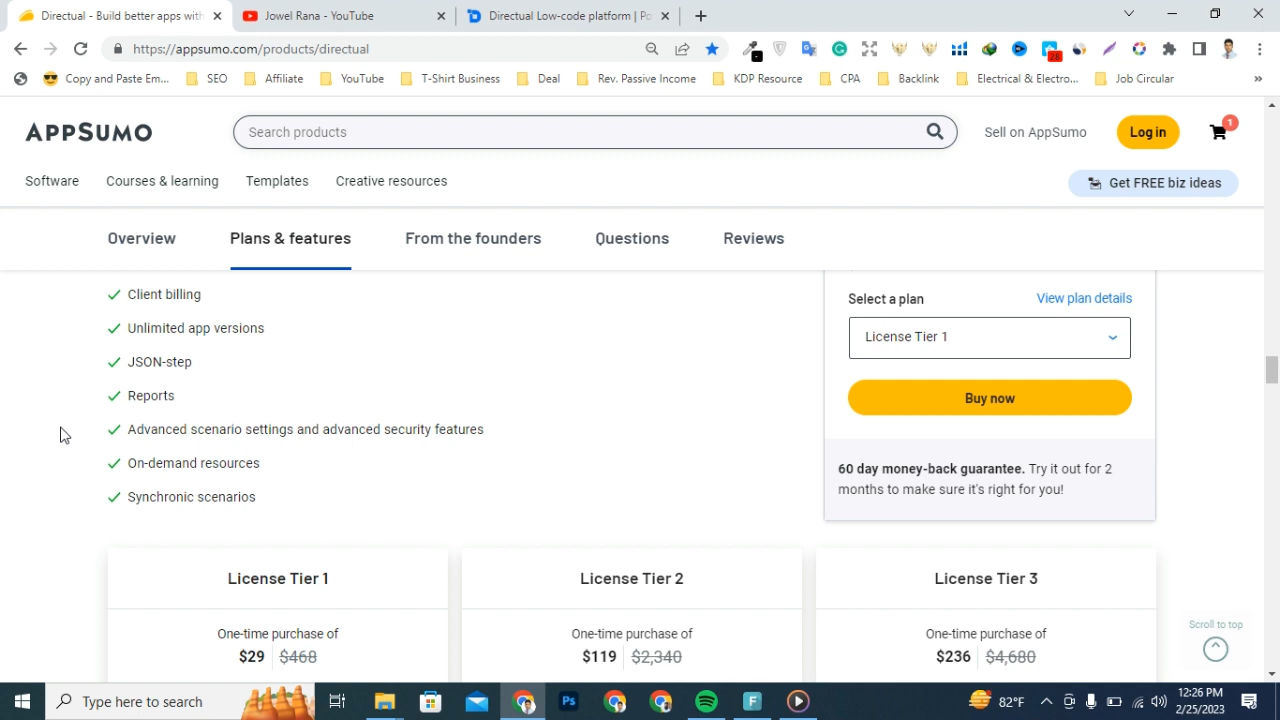 Directual - Build better apps with
Jowel Rana - YouTube
Directual Low-code platform | Po
https://appsumo.com/products/directual
28
Copy and Paste Em...
SEO
Affiliate
YouTube
T-Shirt Business
Deal
Rev. Passive Income
KDP Resource
CPA
Backlink
Electrical & Electro...
Job Circular
»
APPSUMO
Search products
Sell on AppSumo
Log in
1
Software
Courses & learning
Templates
Creative resources
Get FREE biz ideas
Overview
Plans & features
From the founders
Questions
Reviews
Client billing
Unlimited app versions
JSON-step
Reports
Advanced scenario settings and advanced security features
On-demand resources
Synchronic scenarios
Select a plan
View plan details
License Tier 1
Buy now
60 day money-back guarantee. Try it out for 2
months to make sure it's right for you!
License Tier 1
One-time purchase of
$29 $468
License Tier 2
One-time purchase of
$119 $2,340
License Tier 3
One-time purchase of
$236 $4,680
Scroll to top
Type here to search
Ps
F
82°F
12:26 PM
2/25/2023